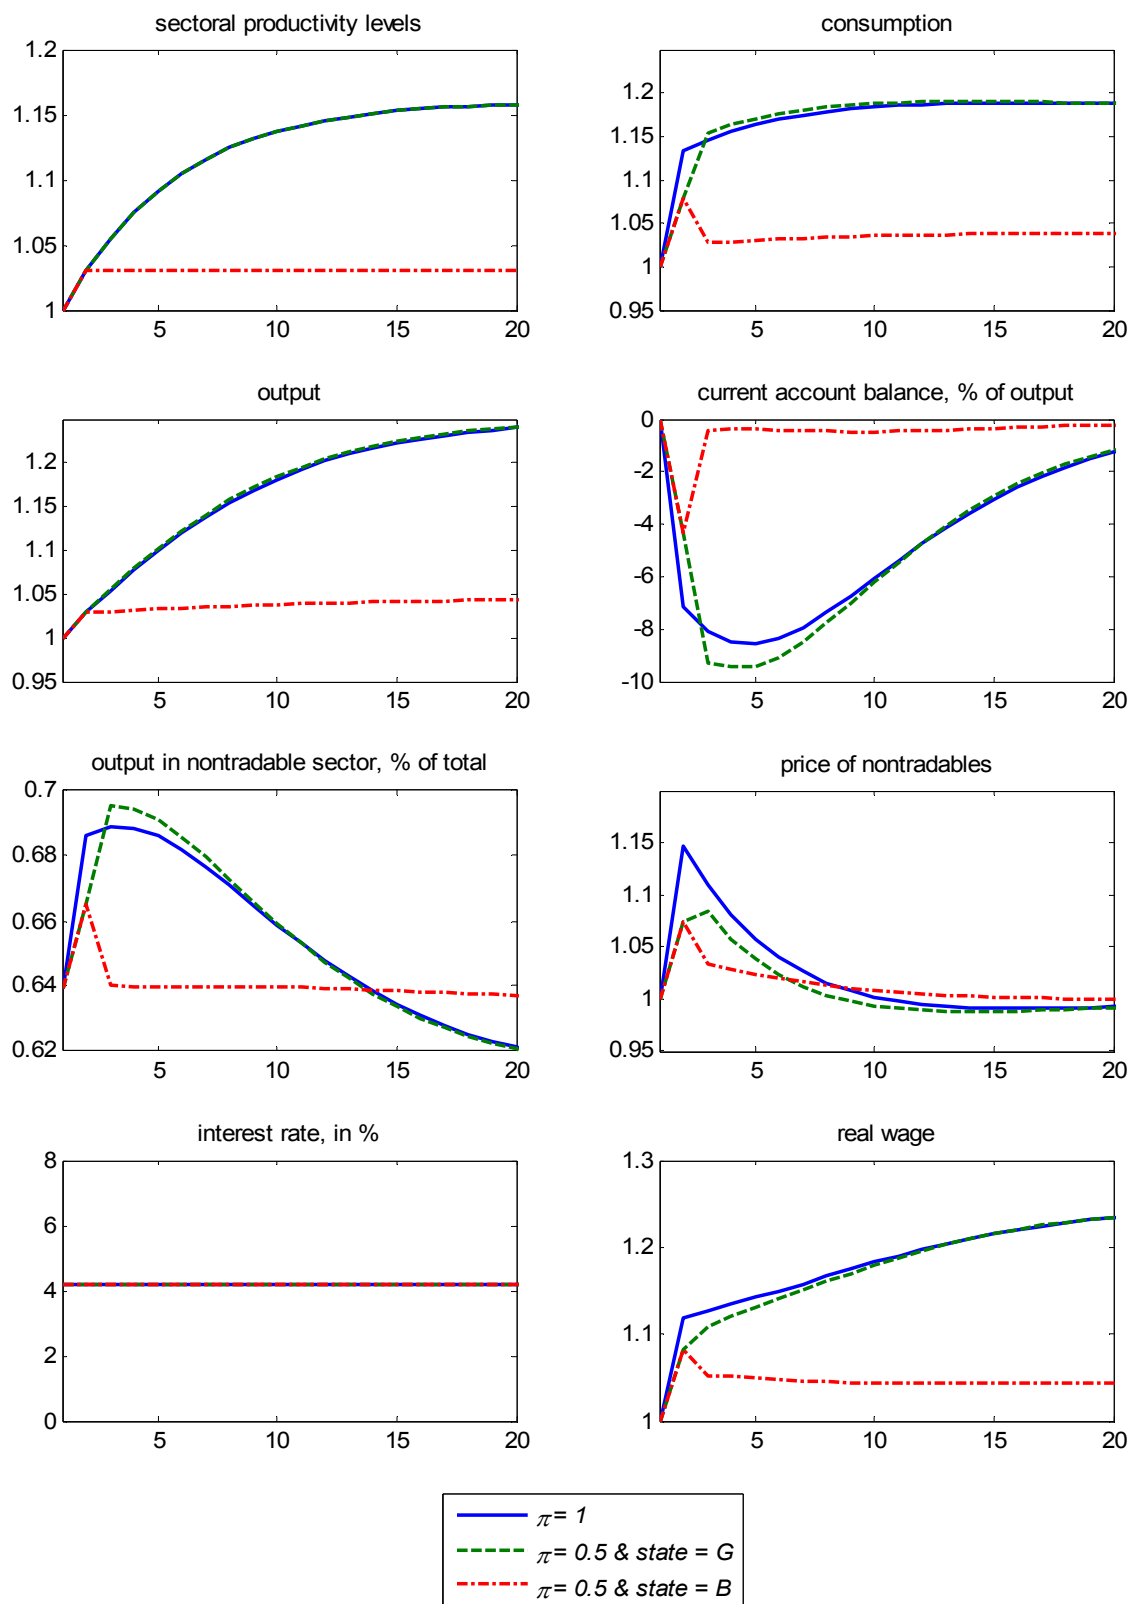 sectoral productivity levels
1.2
1.15
1.1
1.05
1
5 10 15 20
consumption
1.2
1.15
1.1
1.05
1
0.95
5 10 15 20
output
1.2
1.15
1.1
1.05
1
0.95
5 10 15 20
current account balance, % of output
0
-2
-4
-6
-8
-10
5 10 15 20
output in nontradable sector, % of total
0.7
0.68
0.66
0.64
0.62
5 10 15 20
price of nontradables
1.15
1.1
1.05
1
0.95
5 10 15 20
interest rate, in %
8
6
4
2
0
5 10 15 20
real wage
1.3
1.2
1.1
1
5 10 15 20
π = 1
π = 0.5 & state = G
π = 0.5 & state = B